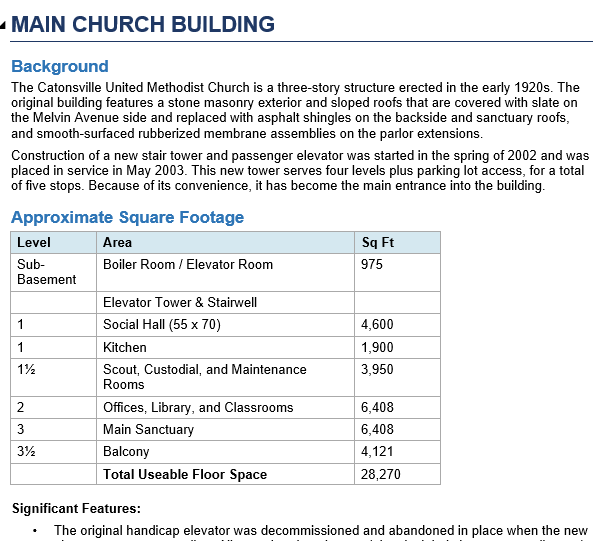 MAIN CHURCH BUILDING
Background
The Catonsville United Methodist Church is a three-story structure erected in the early 1920s. The
original building features a stone masonry exterior and sloped roofs that are covered with slate on
the Melvin Avenue side and replaced with asphalt shingles on the backside and sanctuary roofs,
and smooth-surfaced rubberized membrane assemblies on the parlor extensions.
Construction of a new stair tower and passenger elevator was started in the spring of 2002 and was
placed in service in May 2003. This new tower serves four levels plus parking lot access, for a total
of five stops. Because of its convenience, it has become the main entrance into the building.
Approximate Square Footage
Level Area Sq Ft
Sub- Boiler Room / Elevator Room 975
Basement
Elevator Tower & Stairwell
1 Social Hall (55 x 70) 4,600
1 Kitchen 1,900
1½ Scout, Custodial, and Maintenance 3,950
Rooms
2 Offices, Library, and Classrooms 6,408
3 Main Sanctuary 6,408
3½ Balcony 4,121
Total Useable Floor Space 28,270
Significant Features:
• The original handicap elevator was decommissioned and abandoned in place when the new